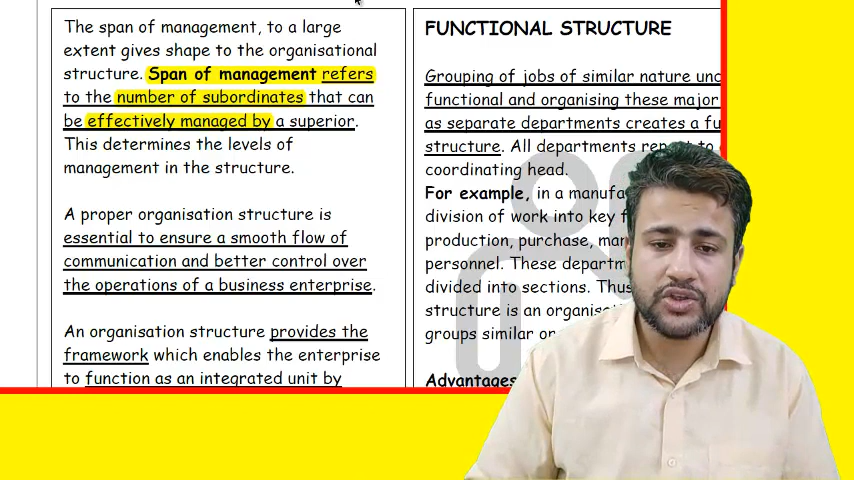 The span of management, to a large
extent gives shape to the organisational
structure. Span of management refers
to the number of subordinates that can
be effectively managed by a superior.
This determines the levels of
management in the structure.
A proper organisation structure is
essential to ensure a smooth flow of
communication and better control over
the operations of a business enterprise.
An organisation structure provides the
framework which enables the enterprise
to function as an integrated unit by
FUNCTIONAL STRUCTURE
Grouping of jobs of similar nature
functional and organising these major
as separate departments creates a
structure. All departments to
coordinating head.
For example, in a
division of work into key
production, purchase,
personnel. These
divided into sections. Thus
structure is an
groups similar
Advantages